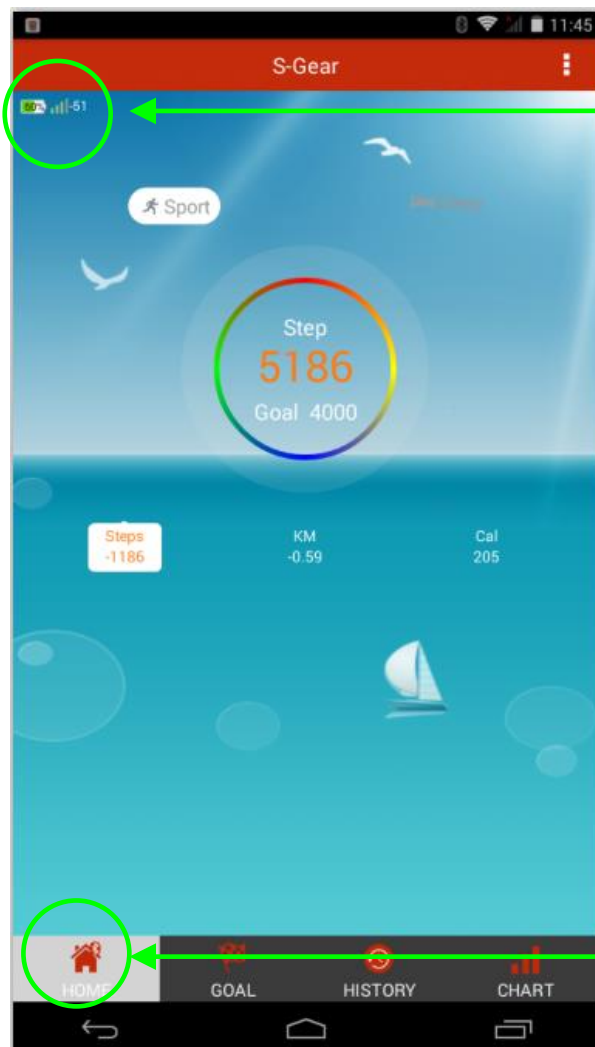 11:45
S-Gear
60% -51
Sport
Step
5186
Goal 4000
Steps KM Cal
-1186 -0.59 205
HOME GOAL HISTORY CHART